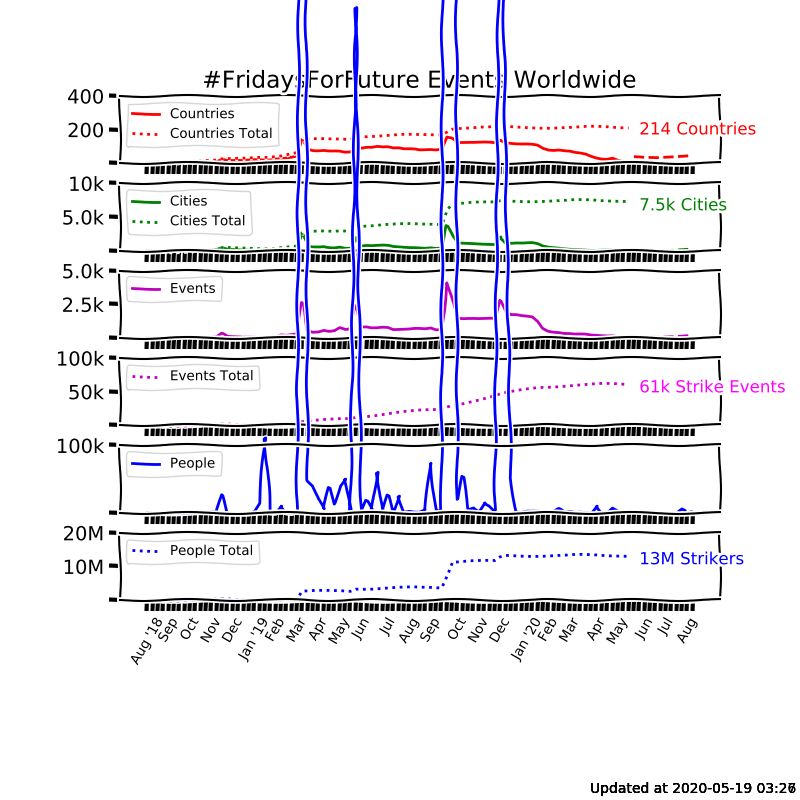 #FridaysForFuture Events Worldwide
400
200
Countries
Countries Total
214 Countries
10k
5.0k
Cities
Cities Total
7.5k Cities
5.0k
2.5k
Events
100k
50k
Events Total
61k Strike Events
100k
People
20M
10M
People Total
13M Strikers
Aug '18 Sep Oct Nov Dec Jan '19 Feb Mar Apr May Jun Jul Aug Sep Oct Nov Dec Jan '20 Feb Mar Apr May Jun Jul Aug
Updated at 2020-05-19